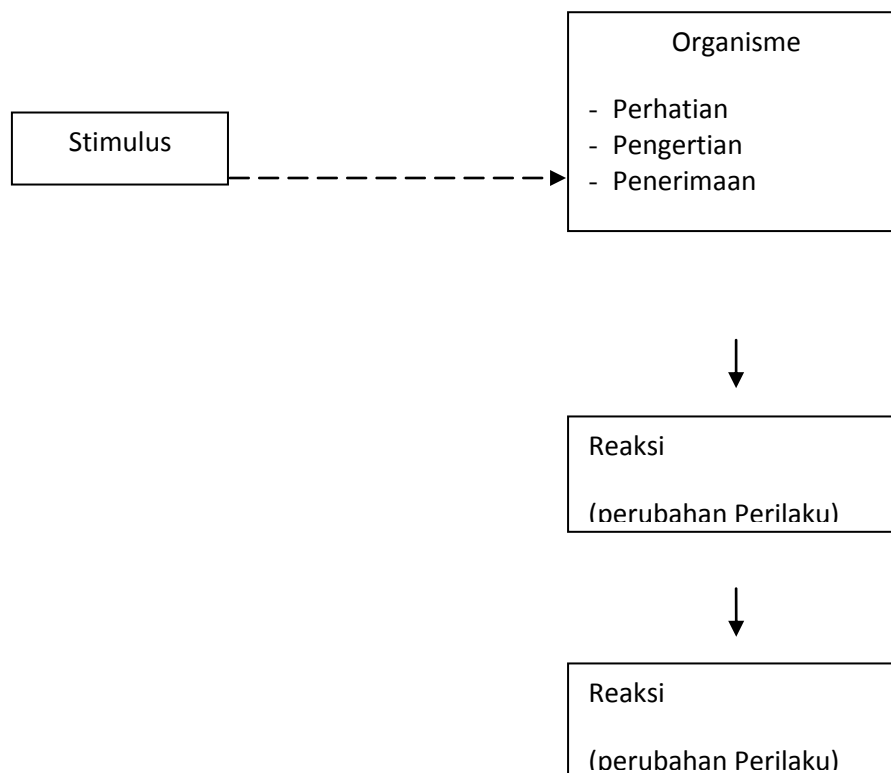 Organisme
- Perhatian
Stimulus
- Pengertian
- Penerimaan
Reaksi
(perubahan Perilaku)
Reaksi
(perubahan Perilaku)